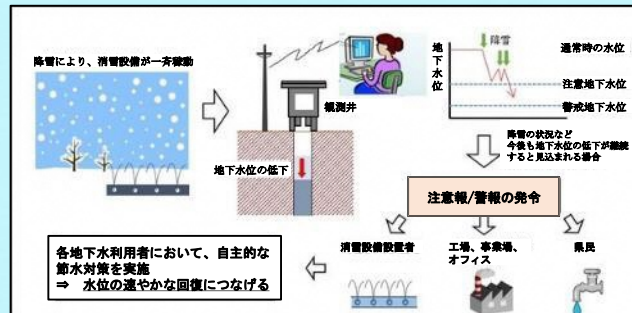 降雪により、消雪設備が一斉稼動
観測井
地下水位の低下
地下水位
降雪
通常時の水位
注意地下水位
警戒地下水位
降雪の状況など
今後も地下水位の低下が継続
すると見込まれる場合
注意報/警報の発令
消雪設備設置者
工場、事業場、
オフィス
県民
各地下水利用者において、自主的な
節水対策を実施
⇒ 水位の速やかな回復につなげる